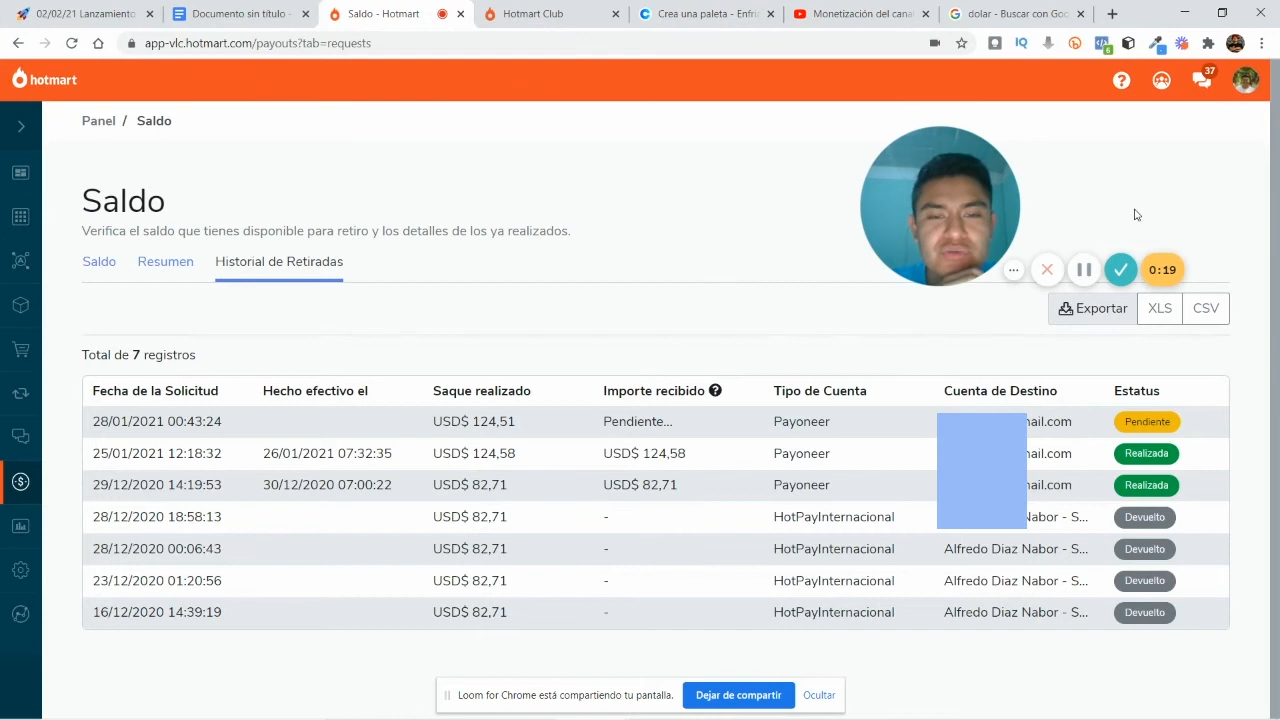 02/02/21 Lanzamiento
Documento sin título -
Saldo - Hotmart
Hotmart Club
Crea una paleta - Enfri
Monetización del canal
dolar - Buscar con Goo
app-vlc.hotmart.com/payouts?tab=requests
IQ
6
hotmart
37
Panel / Saldo
Saldo
Verifica el saldo que tienes disponible para retiro y los detalles de los ya realizados.
Saldo Resumen Historial de Retiradas
0:19
Exportar XLS CSV
Total de 7 registros
Fecha de la Solicitud Hecho efectivo el Saque realizado Importe recibido Tipo de Cuenta Cuenta de Destino Estatus
28/01/2021 00:43:24 USD$ 124,51 Pendiente... Payoneer nail.com Pendiente
25/01/2021 12:18:32 26/01/2021 07:32:35 USD$ 124,58 USD$ 124,58 Payoneer nail.com Realizada
29/12/2020 14:19:53 30/12/2020 07:00:22 USD$ 82,71 USD$ 82,71 Payoneer nail.com Realizada
28/12/2020 18:58:13 USD$ 82,71 - HotPayInternacional Nabor - S... Devuelto
28/12/2020 00:06:43 USD$ 82,71 - HotPayInternacional Alfredo Diaz Nabor - S... Devuelto
23/12/2020 01:20:56 USD$ 82,71 - HotPayInternacional Alfredo Diaz Nabor - S... Devuelto
16/12/2020 14:39:19 USD$ 82,71 - HotPayInternacional Alfredo Diaz Nabor - S... Devuelto
Loom for Chrome está compartiendo tu pantalla. Dejar de compartir Ocultar